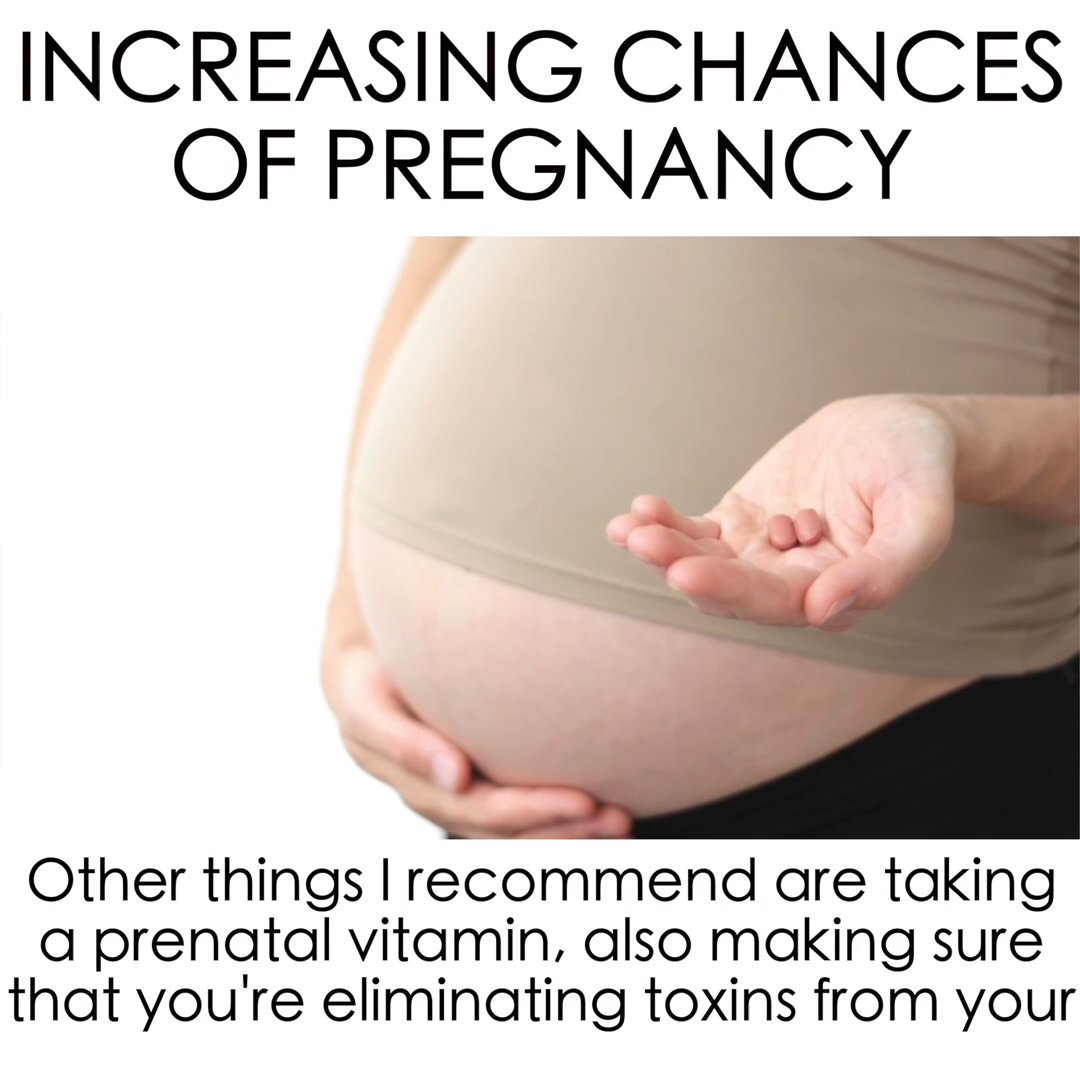 INCREASING CHANCES
OF PREGNANCY
Other things I recommend are taking
a prenatal vitamin, also making sure
that you're eliminating toxins from your